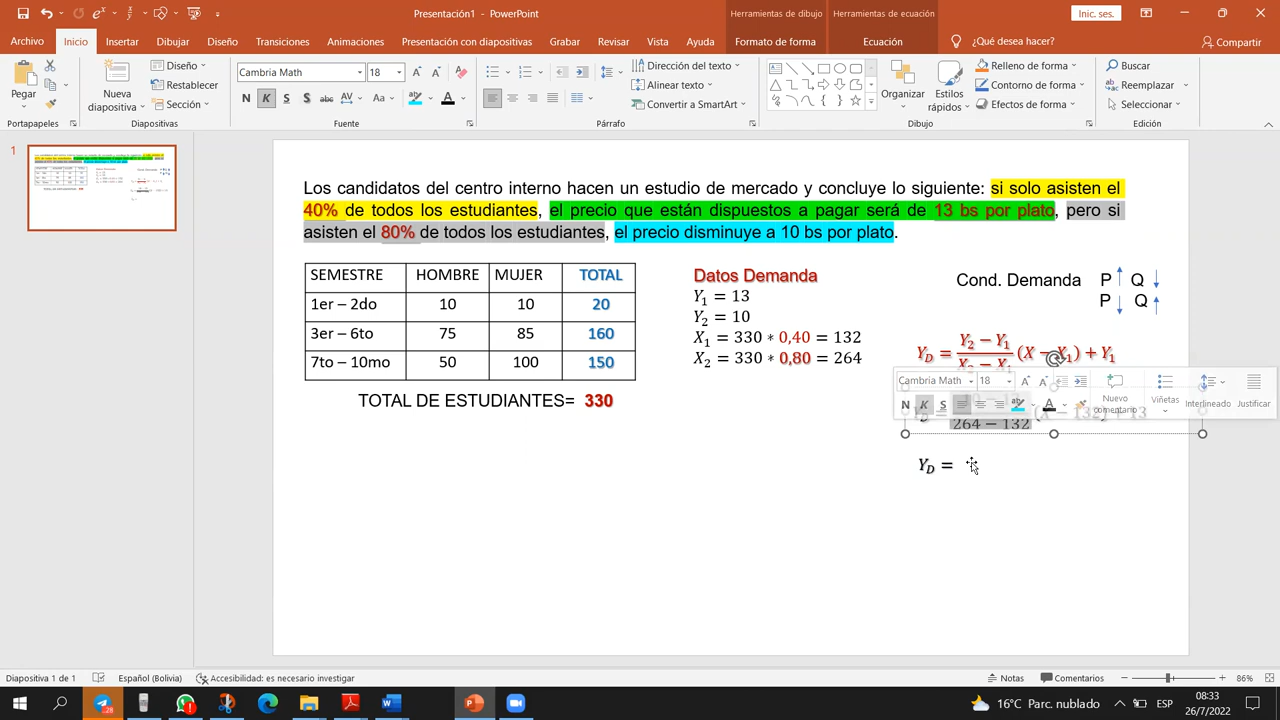 Presentación1 - PowerPoint
Herramientas de dibujo
Herramientas de ecuación
Inic. ses.
Archivo Inicio Insertar Dibujar Diseño Transiciones Animaciones Presentación con diapositivas Grabar Revisar Vista Ayuda Formato de forma Ecuación ¿Qué desea hacer? Compartir
Pegar
Nueva diapositiva
Diseño
Restablecer
Sección
Cambria Math 18
N K S S abc AV Aa A
Dirección del texto
Alinear texto
Convertir a SmartArt
Organizar
Estilos rápidos
Relleno de forma
Contorno de forma
Efectos de forma
Buscar
Reemplazar
Seleccionar
Portapapeles Diapositivas Fuente Párrafo Dibujo Edición
1
Los candidatos del centro interno hacen un estudio de mercado y concluye lo siguiente: si solo asisten el
40% de todos los estudiantes, el precio que están dispuestos a pagar será de 13 bs por plato, pero si
asisten el 80% de todos los estudiantes, el precio disminuye a 10 bs por plato.
SEMESTRE HOMBRE MUJER TOTAL
1er – 2do 10 10 20
3er – 6to 75 85 160
7to – 10mo 50 100 150
TOTAL DE ESTUDIANTES= 330
Datos Demanda
Y₁ = 13
Y₂ = 10
X₁ = 330 ∗ 0,40 = 132
X₂ = 330 ∗ 0,80 = 264
Cond. Demanda P↑ Q↓
P↓ Q↑
Y_D = (Y₂ − Y₁)/(X₂ − X₁) (X − X₁) + Y₁
Cambria Math 18
N K S
Nuevo comentario
Viñetas
Interlineado
Justificar
264 − 132 (X − 132) + 13
Y_D =
Diapositiva 1 de 1 Español (Bolivia) Accesibilidad: es necesario investigar Notas Comentarios 86%
16°C Parc. nublado ESP
08:33
26/7/2022